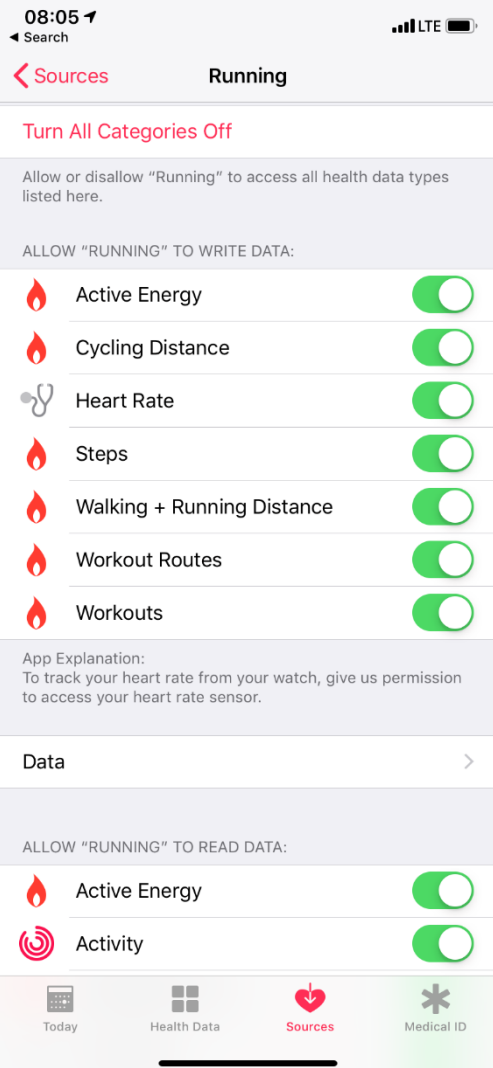 08:05
LTE
◀ Search
Sources
Running
Turn All Categories Off
Allow or disallow “Running” to access all health data types
listed here.
ALLOW “RUNNING” TO WRITE DATA:
Active Energy
Cycling Distance
Heart Rate
Steps
Walking + Running Distance
Workout Routes
Workouts
App Explanation:
To track your heart rate from your watch, give us permission
to access your heart rate sensor.
Data
ALLOW “RUNNING” TO READ DATA:
Active Energy
Activity
Today
Health Data
Sources
Medical ID